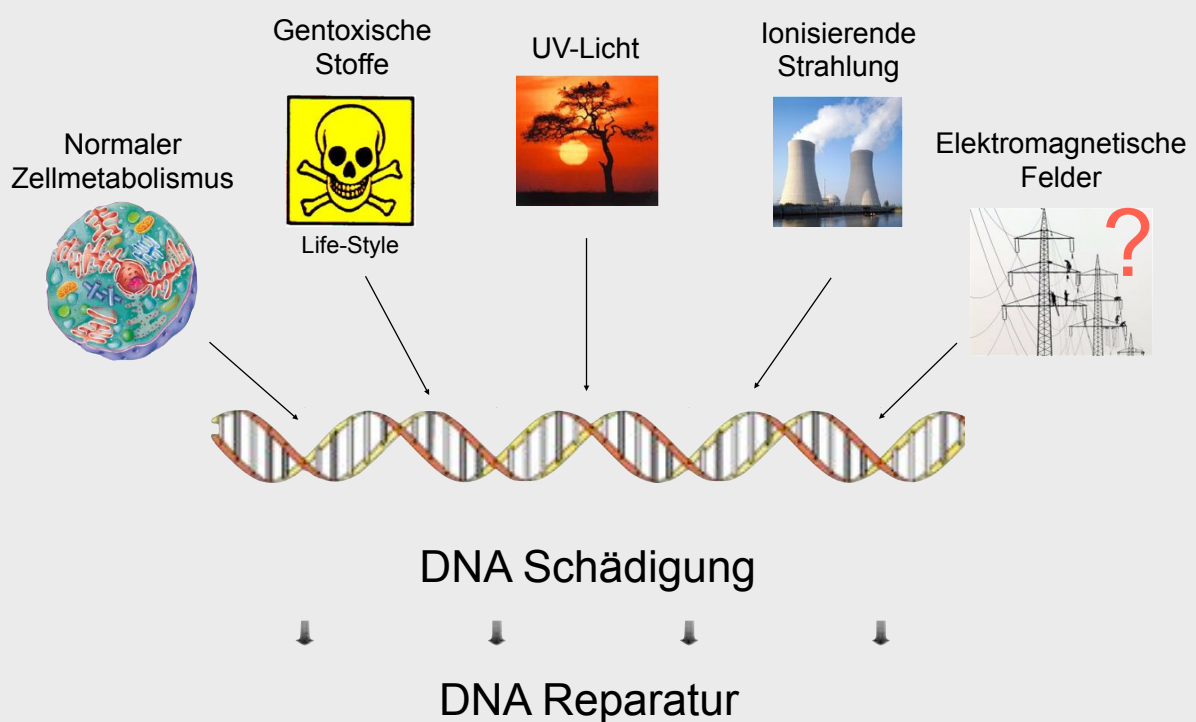 Normaler
Zellmetabolismus
Gentoxische
Stoffe
Life-Style
UV-Licht
Ionisierende
Strahlung
Elektromagnetische
Felder
?
DNA Schädigung
DNA Reparatur